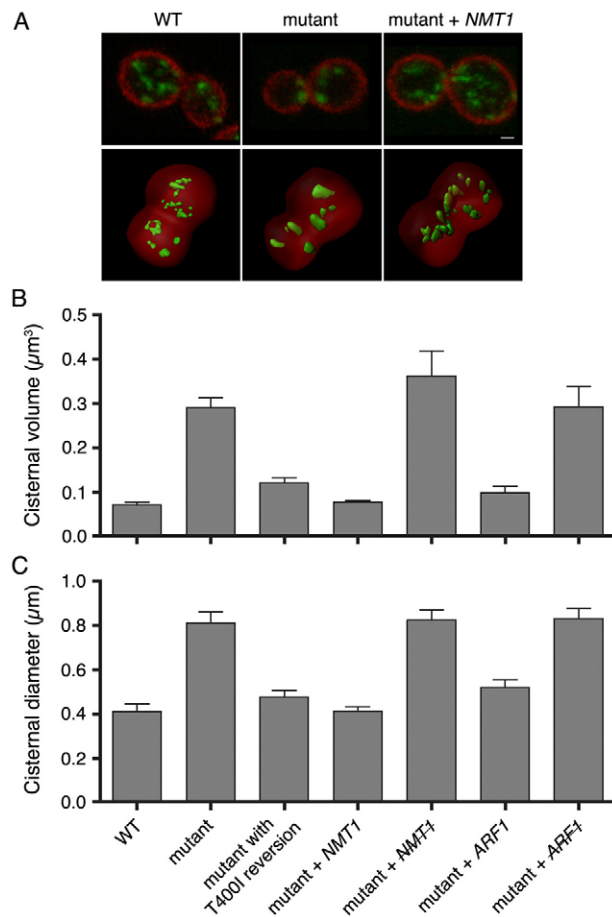 A
WT mutant mutant + NMT1
B
Cisternal volume (µm³)
0.5
0.4
0.3
0.2
0.1
0.0
C
Cisternal diameter (µm)
1.0
0.8
0.6
0.4
0.2
0.0
WT
mutant
mutant with
T400I reversion
mutant + NMT1
mutant + NMT1
mutant + ARF1
mutant + ARF1